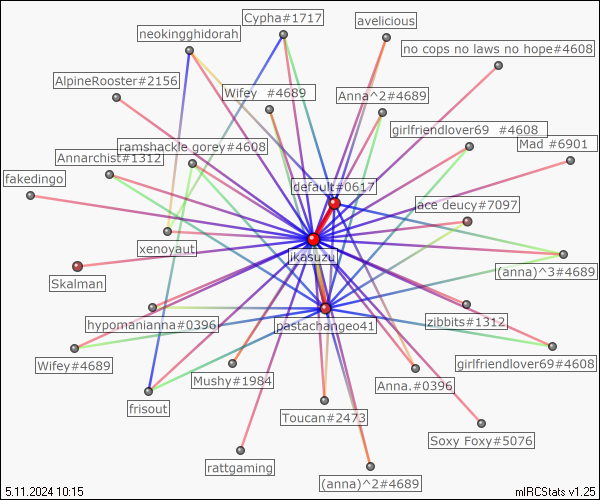 Cypha#1717
avelicious
neokingghidorah
no cops no laws no hope#4608
AlpineRooster#2156
Wifey #4689
Anna^2#4689
girlfriendlover69 #4608
ramshackle gorey#4608
Mad #6901
Annarchist#1312
fakedingo
default#0617
ace deucy#7097
xenoyaut
ikasuzu
(anna)^3#4689
Skalman
hypomanianna#0396
pastachangeo41
zibbits#1312
Wifey#4689
girlfriendlover69#4608
Mushy#1984
Anna.#0396
frisout
Toucan#2473
Soxy Foxy#5076
rattgaming
(anna)^2#4689
5.11.2024 10:15
mIRCStats v1.25